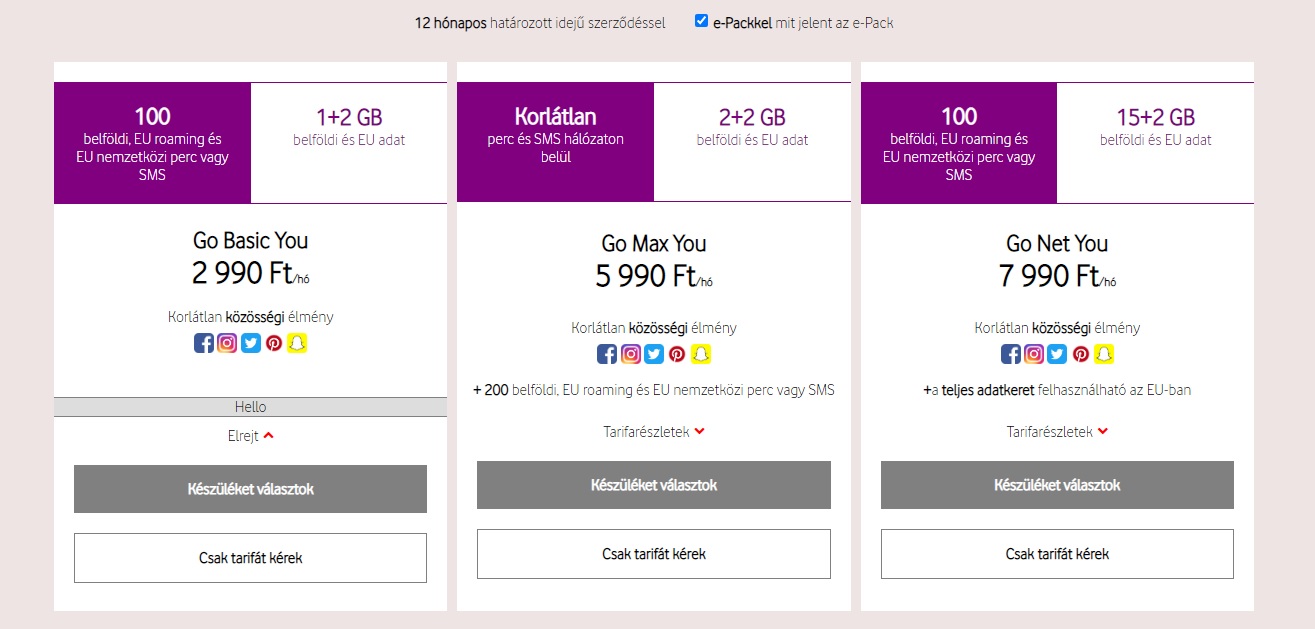 12 hónapos határozott idejű szerződéssel
e-Packkel mit jelent az e-Pack
100
belföldi, EU roaming és
EU nemzetközi perc vagy
SMS
1+2 GB
belföldi és EU adat
Go Basic You
2 990 Ft/hó
Korlátlan közösségi élmény
Hello
Elrejt
Készüléket választok
Csak tarifát kérek
Korlátlan
perc és SMS hálózaton
belül
2+2 GB
belföldi és EU adat
Go Max You
5 990 Ft/hó
Korlátlan közösségi élmény
+ 200 belföldi, EU roaming és EU nemzetközi perc vagy SMS
Tarifarészletek
Készüléket választok
Csak tarifát kérek
100
belföldi, EU roaming és
EU nemzetközi perc vagy
SMS
15+2 GB
belföldi és EU adat
Go Net You
7 990 Ft/hó
Korlátlan közösségi élmény
+a teljes adatkeret felhasználható az EU-ban
Tarifarészletek
Készüléket választok
Csak tarifát kérek